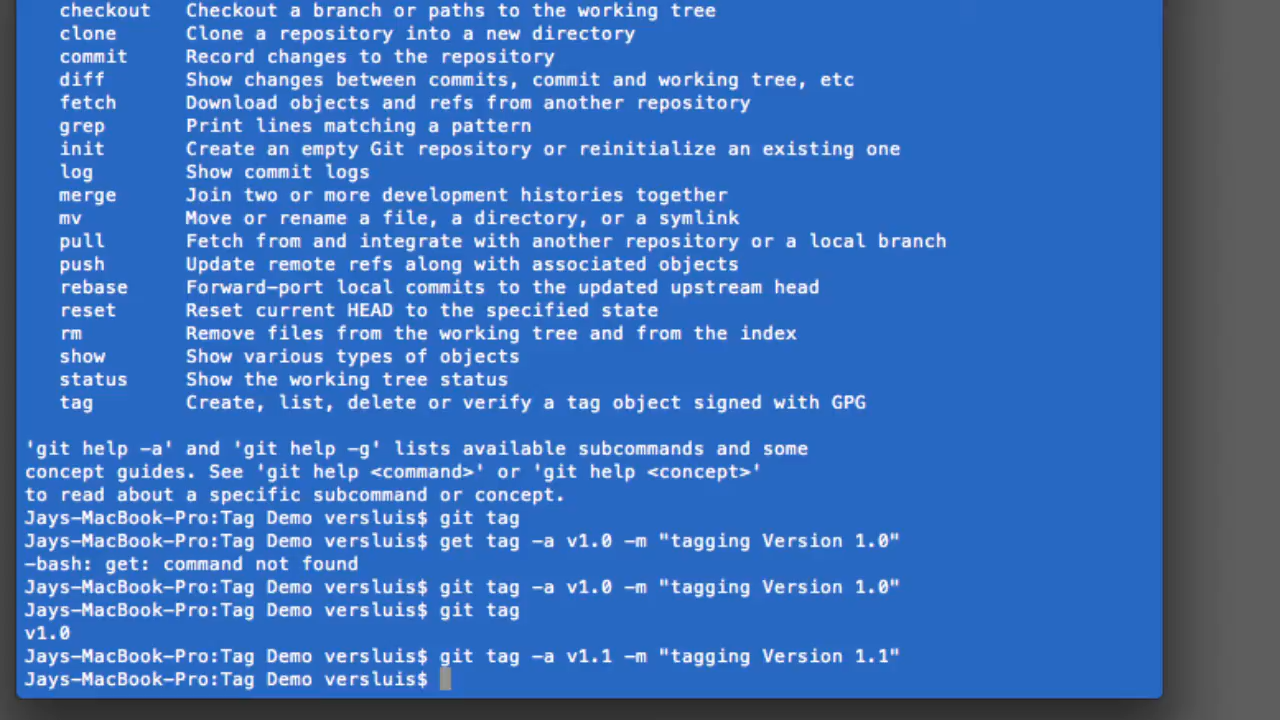 checkout Checkout a branch or paths to the working tree
clone Clone a repository into a new directory
commit Record changes to the repository
diff Show changes between commits, commit and working tree, etc
fetch Download objects and refs from another repository
grep Print lines matching a pattern
init Create an empty Git repository or reinitialize an existing one
log Show commit logs
merge Join two or more development histories together
mv Move or rename a file, a directory, or a symlink
pull Fetch from and integrate with another repository or a local branch
push Update remote refs along with associated objects
rebase Forward-port local commits to the updated upstream head
reset Reset current HEAD to the specified state
rm Remove files from the working tree and from the index
show Show various types of objects
status Show the working tree status
tag Create, list, delete or verify a tag object signed with GPG
'git help -a' and 'git help -g' lists available subcommands and some
concept guides. See 'git help <command>' or 'git help <concept>'
to read about a specific subcommand or concept.
Jays-MacBook-Pro:Tag Demo versluis$ git tag
Jays-MacBook-Pro:Tag Demo versluis$ get tag -a v1.0 -m "tagging Version 1.0"
-bash: get: command not found
Jays-MacBook-Pro:Tag Demo versluis$ git tag -a v1.0 -m "tagging Version 1.0"
Jays-MacBook-Pro:Tag Demo versluis$ git tag
v1.0
Jays-MacBook-Pro:Tag Demo versluis$ git tag -a v1.1 -m "tagging Version 1.1"
Jays-MacBook-Pro:Tag Demo versluis$